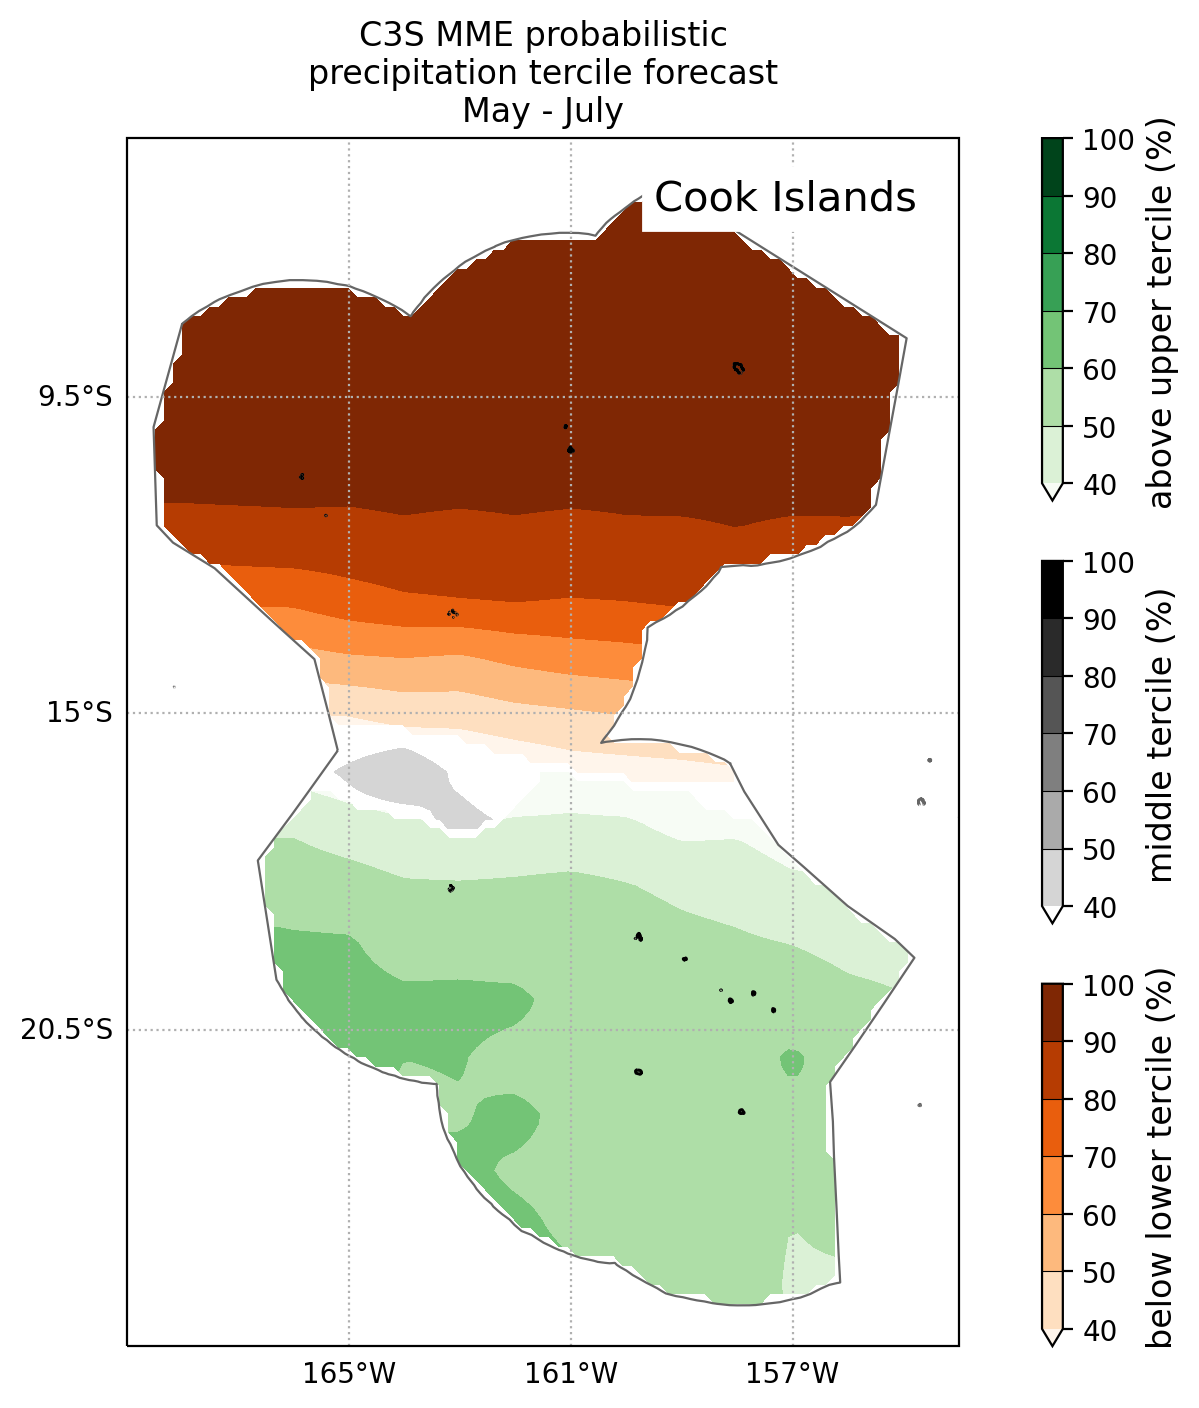 C3S MME probabilistic
precipitation tercile forecast
May - July
Cook Islands
9.5°S
15°S
20.5°S
165°W
161°W
157°W
100
90
80
70
60
50
40
above upper tercile (%)
100
90
80
70
60
50
40
middle tercile (%)
100
90
80
70
60
50
40
below lower tercile (%)